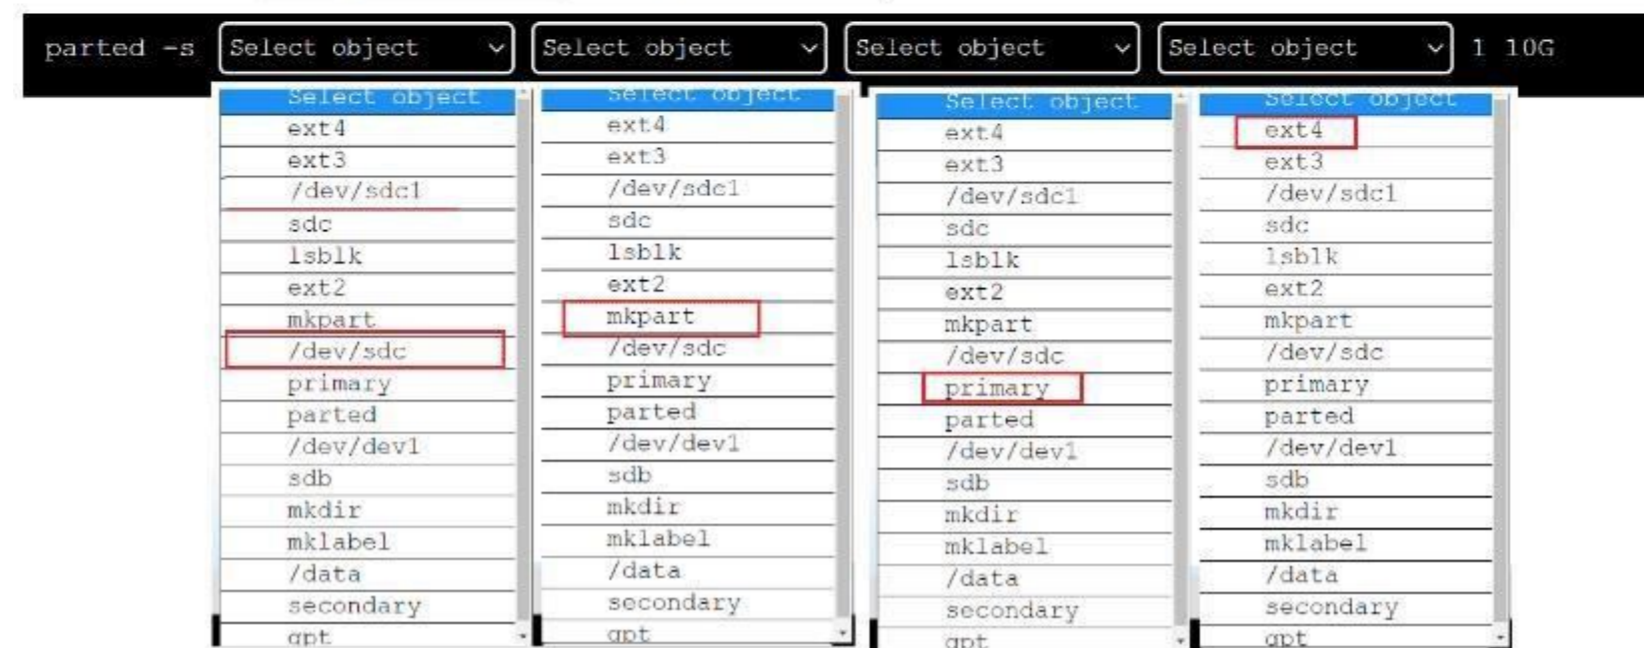 parted -s Select object Select object Select object Select object 1 10G
Select object Select object Select object Select object
ext4 ext4 ext4 ext4
ext3 ext3 ext3 ext3
/dev/sdc1 /dev/sdc1 /dev/sdc1 /dev/sdc1
sdc sdc sdc sdc
lsblk lsblk lsblk lsblk
ext2 ext2 ext2 ext2
mkpart mkpart mkpart mkpart
/dev/sdc /dev/sdc /dev/sdc /dev/sdc
primary primary primary primary
parted parted parted parted
/dev/dev1 /dev/dev1 /dev/dev1 /dev/dev1
sdb sdb sdb sdb
mkdir mkdir mkdir mkdir
mklabel mklabel mklabel mklabel
/data /data /data /data
secondary secondary secondary secondary
gpt gpt gpt gpt